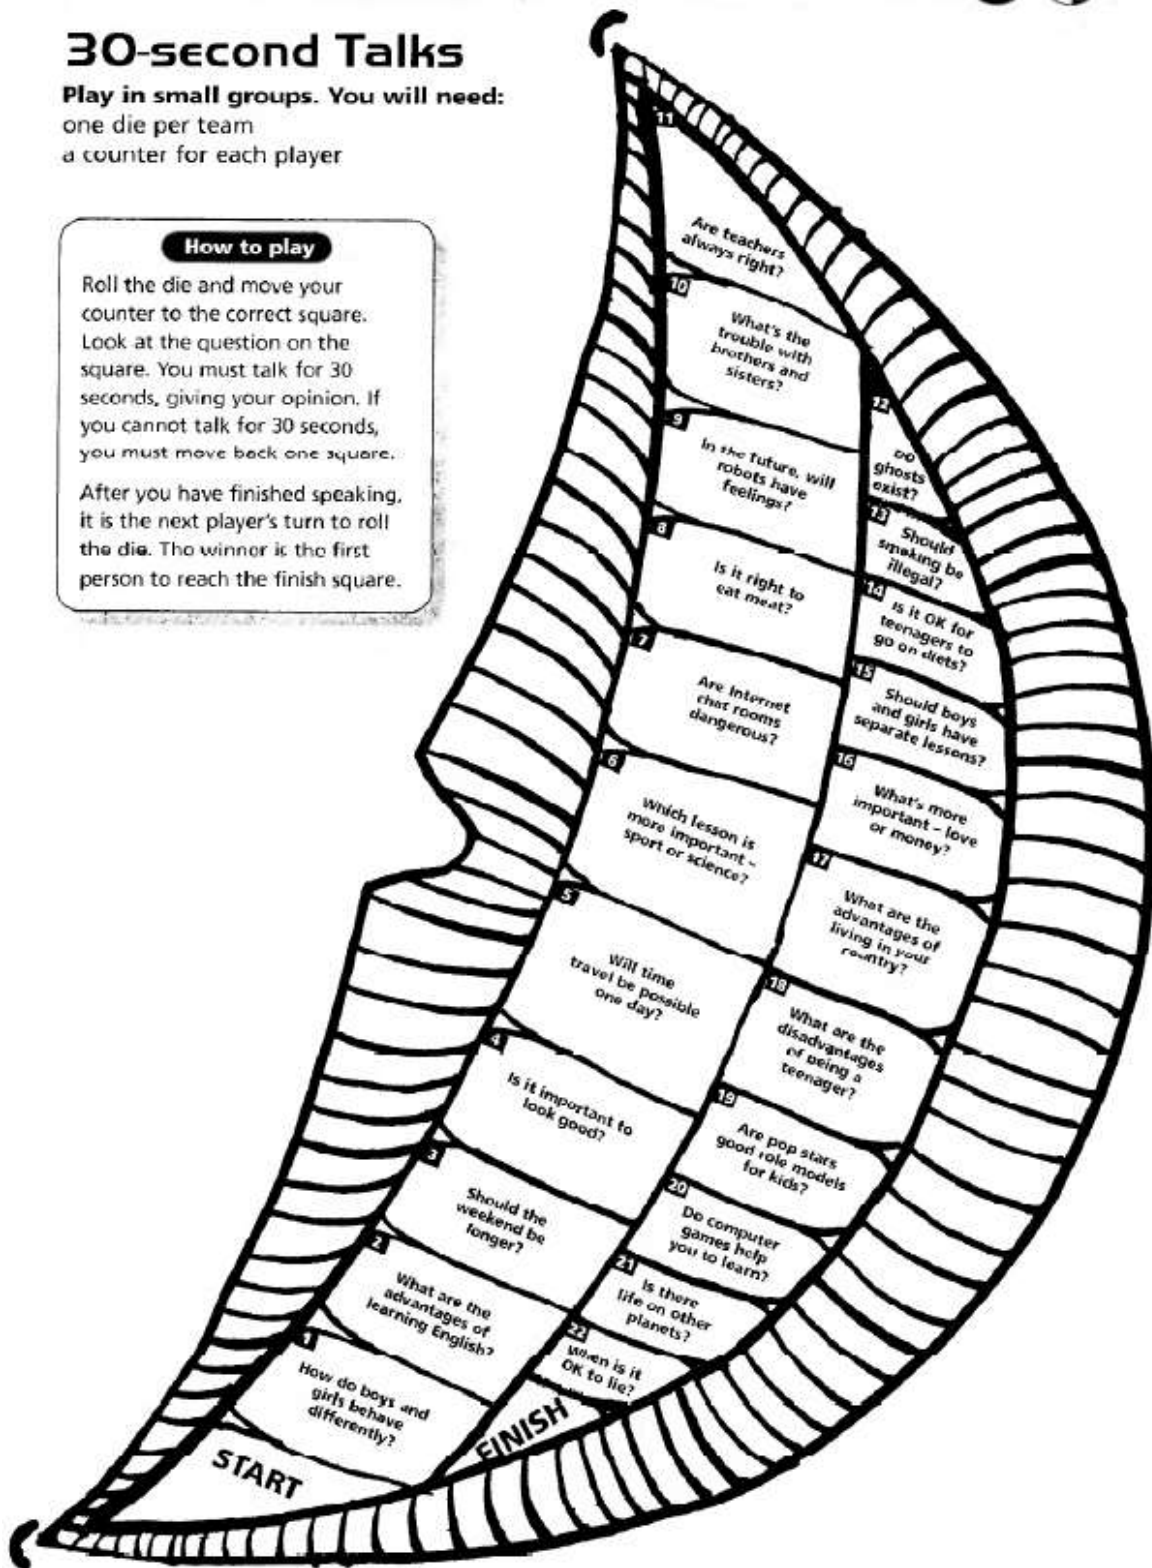 30-second Talks
Play in small groups. You will need:
one die per team
a counter for each player
How to play
Roll the die and move your
counter to the correct square.
Look at the question on the
square. You must talk for 30
seconds, giving your opinion. If
you cannot talk for 30 seconds,
you must move back one square.
After you have finished speaking,
it is the next player's turn to roll
the die. The winner is the first
person to reach the finish square.
START
1
How do boys and
girls behave
differently?
2
What are the
advantages of
learning English?
3
Should the
weekend be
longer?
4
Is it important to
look good?
5
Will time
travel be possible
one day?
6
Which lesson is
more important –
sport or science?
7
Are Internet
chat rooms
dangerous?
8
Is it right to
eat meat?
9
In the future, will
robots have
feelings?
10
What's the
trouble with
brothers and
sisters?
11
Are teachers
always right?
12
Do
ghosts
exist?
13
Should
smoking be
illegal?
14
Is it OK for
teenagers to
go on diets?
15
Should boys
and girls have
separate lessons?
16
What's more
important – love
or money?
17
What are the
advantages of
living in your
country?
18
What are the
disadvantages
of being a
teenager?
19
Are pop stars
good role models
for kids?
20
Do computer
games help
you to learn?
21
Is there
life on other
planets?
22
When is it
OK to lie?
FINISH